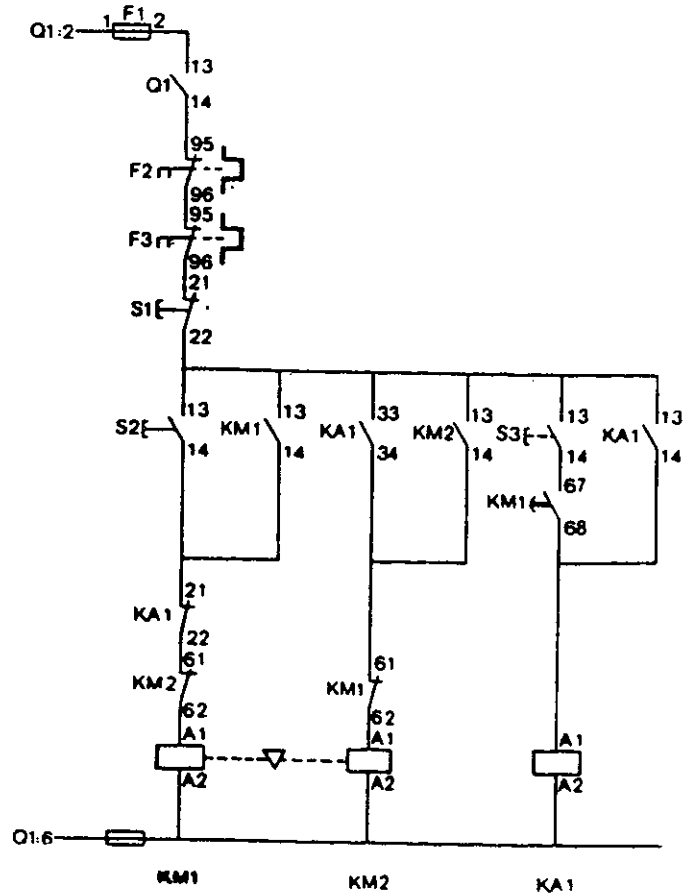 F1
Q1:2 1 2
13
Q1
14
95
F2
96
95
F3
96
21
S1
22
13 13 33 13 13 13
S2 KM1 KA1 KM2 S3 KA1
14 14 34 14 14 14
67
KM1
68
21
KA1
22
61 61
KM2 KM1
62 62
A1 A1 A1
A2 A2 A2
Q1:6
KM1 KM2 KA1